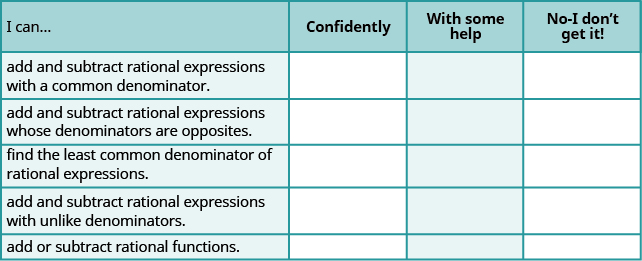 I can...
Confidently
With some
help
No-I don't
get it!
add and subtract rational expressions
with a common denominator.
add and subtract rational expressions
whose denominators are opposites.
find the least common denominator of
rational expressions.
add and subtract rational expressions
with unlike denominators.
add or subtract rational functions.